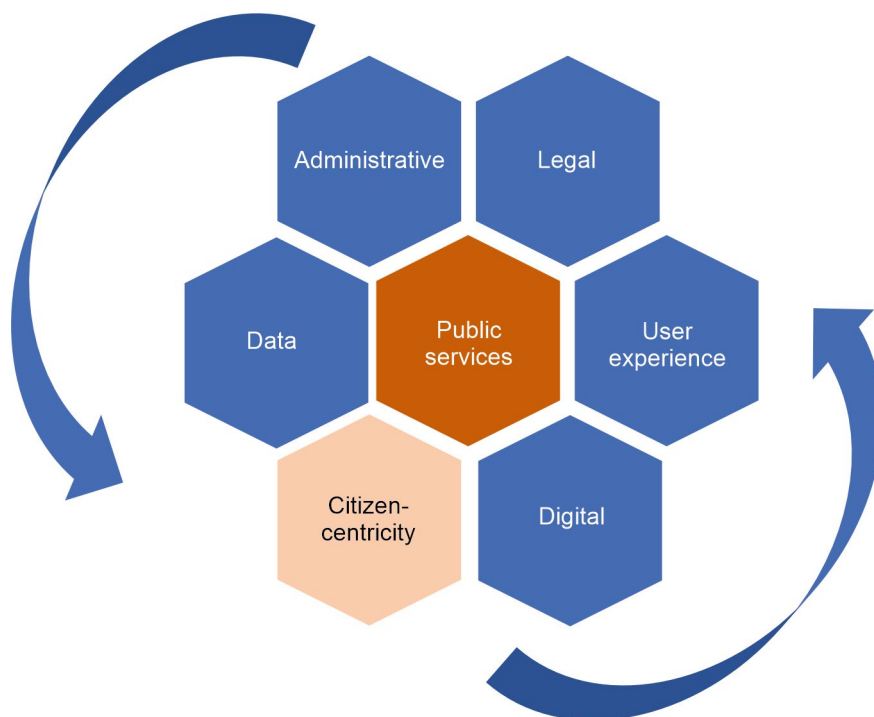 Administrative
Legal
Data
Public
services
User
experience
Citizen-
centricity
Digital